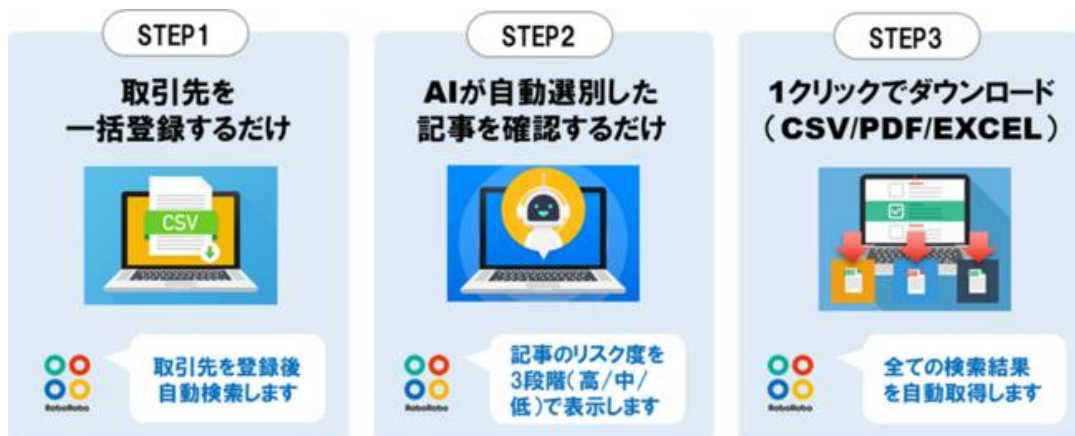 STEP1
取引先を
一括登録するだけ
CSV
取引先を登録後
自動検索します
RoboRobo
STEP2
AIが自動選別した
記事を確認するだけ
記事のリスク度を
3段階(高/中/
低)で表示します
RoboRobo
STEP3
1クリックでダウンロード
(CSV/PDF/EXCEL)
全ての検索結果
を自動取得します
RoboRobo